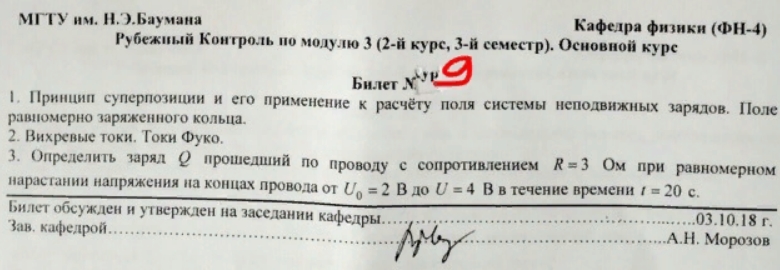 МГТУ им. Н.Э.Баумана
Кафедра физики (ФН-4)
Рубежный Контроль по модулю 3 (2-й курс, 3-й семестр). Основной курс
Билет № 9
1. Принцип суперпозиции и его применение к расчёту поля системы неподвижных зарядов. Поле
равномерно заряженного кольца.
2. Вихревые токи. Токи Фуко.
3. Определить заряд Q прошедший по проводу с сопротивлением R = 3 Ом при равномерном
нарастании напряжения на концах провода от U₀ = 2 В до U = 4 В в течение времени t = 20 с.
Билет обсужден и утвержден на заседании кафедры...............................................03.10.18 г.
Зав. кафедрой.................................................................................А.Н. Морозов